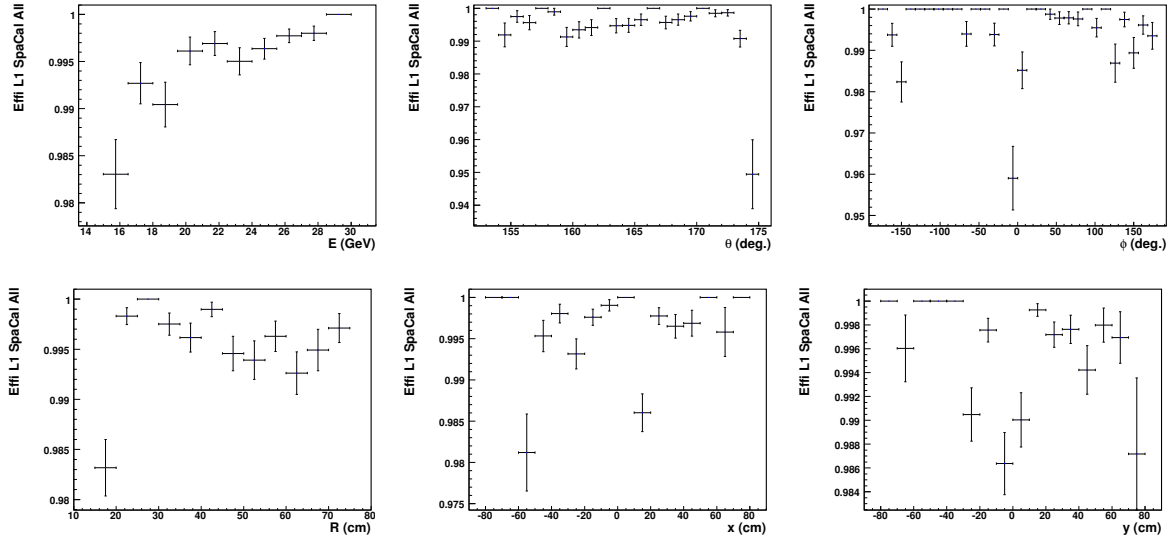 Effi L1 SpaCal All
1
0.995
0.99
0.985
0.98
14 16 18 20 22 24 26 28 30
E (GeV)
Effi L1 SpaCal All
1
0.99
0.98
0.97
0.96
0.95
0.94
155 160 165 170 175
θ (deg.)
Effi L1 SpaCal All
1
0.99
0.98
0.97
0.96
0.95
-150 -100 -50 0 50 100 150
ϕ (deg.)
Effi L1 SpaCal All
1
0.995
0.99
0.985
0.98
10 20 30 40 50 60 70 80
R (cm)
Effi L1 SpaCal All
1
0.995
0.99
0.985
0.98
0.975
-80 -60 -40 -20 0 20 40 60 80
x (cm)
Effi L1 SpaCal All
1
0.998
0.996
0.994
0.992
0.99
0.988
0.986
0.984
-80 -60 -40 -20 0 20 40 60 80
y (cm)